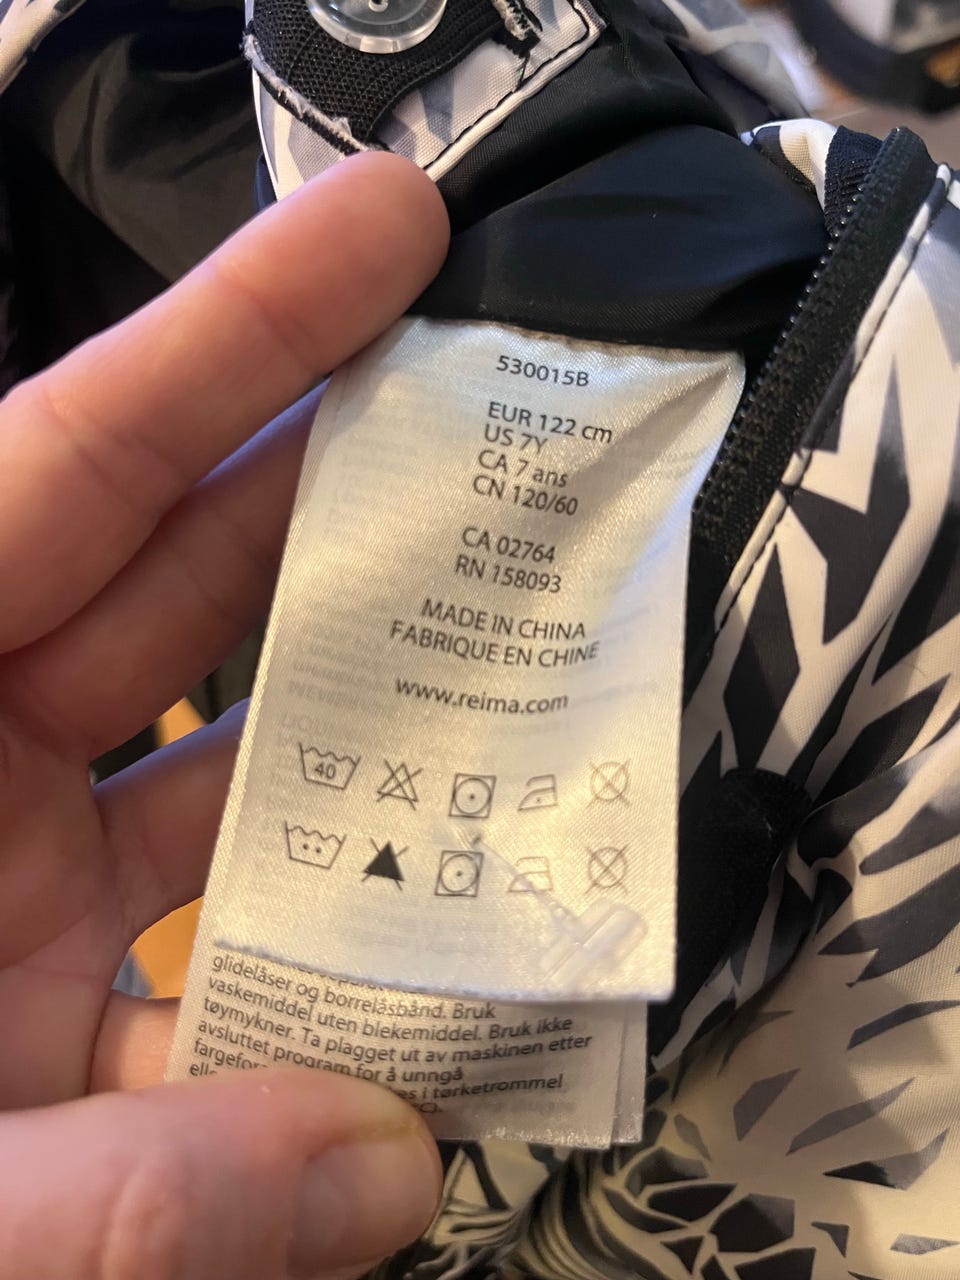 530015B
EUR 122 cm
US 7Y
CA 7 ans
CN 120/60
CA 02764
RN 158093
MADE IN CHINA
FABRIQUE EN CHINE
www.reima.com
40
glidelåser og borrelåsbånd. Bruk
vaskemiddel uten blekemiddel. Bruk ikke
tøymykner. Ta plagget ut av maskinen etter
avsluttet program for å unngå
i tørketrommel